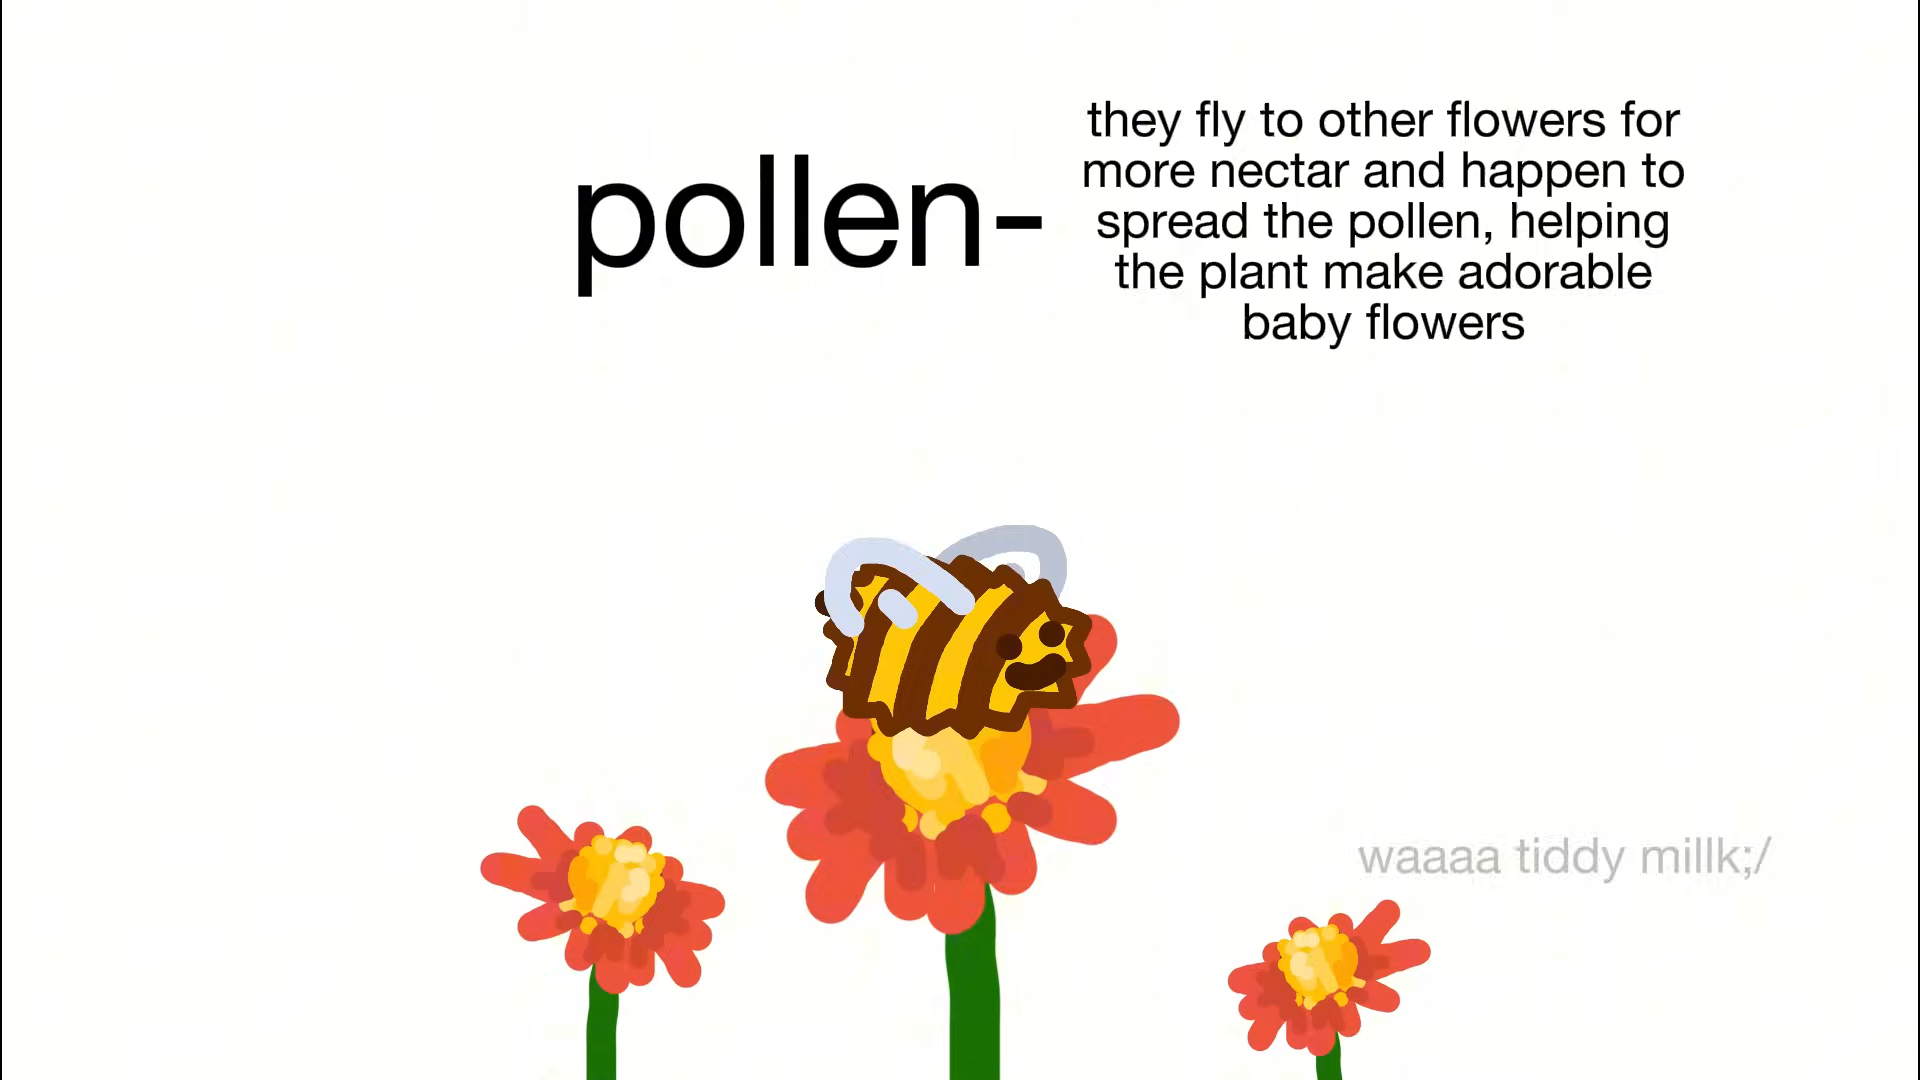 pollen-
they fly to other flowers for
more nectar and happen to
spread the pollen, helping
the plant make adorable
baby flowers
waaaa tiddy millk;/